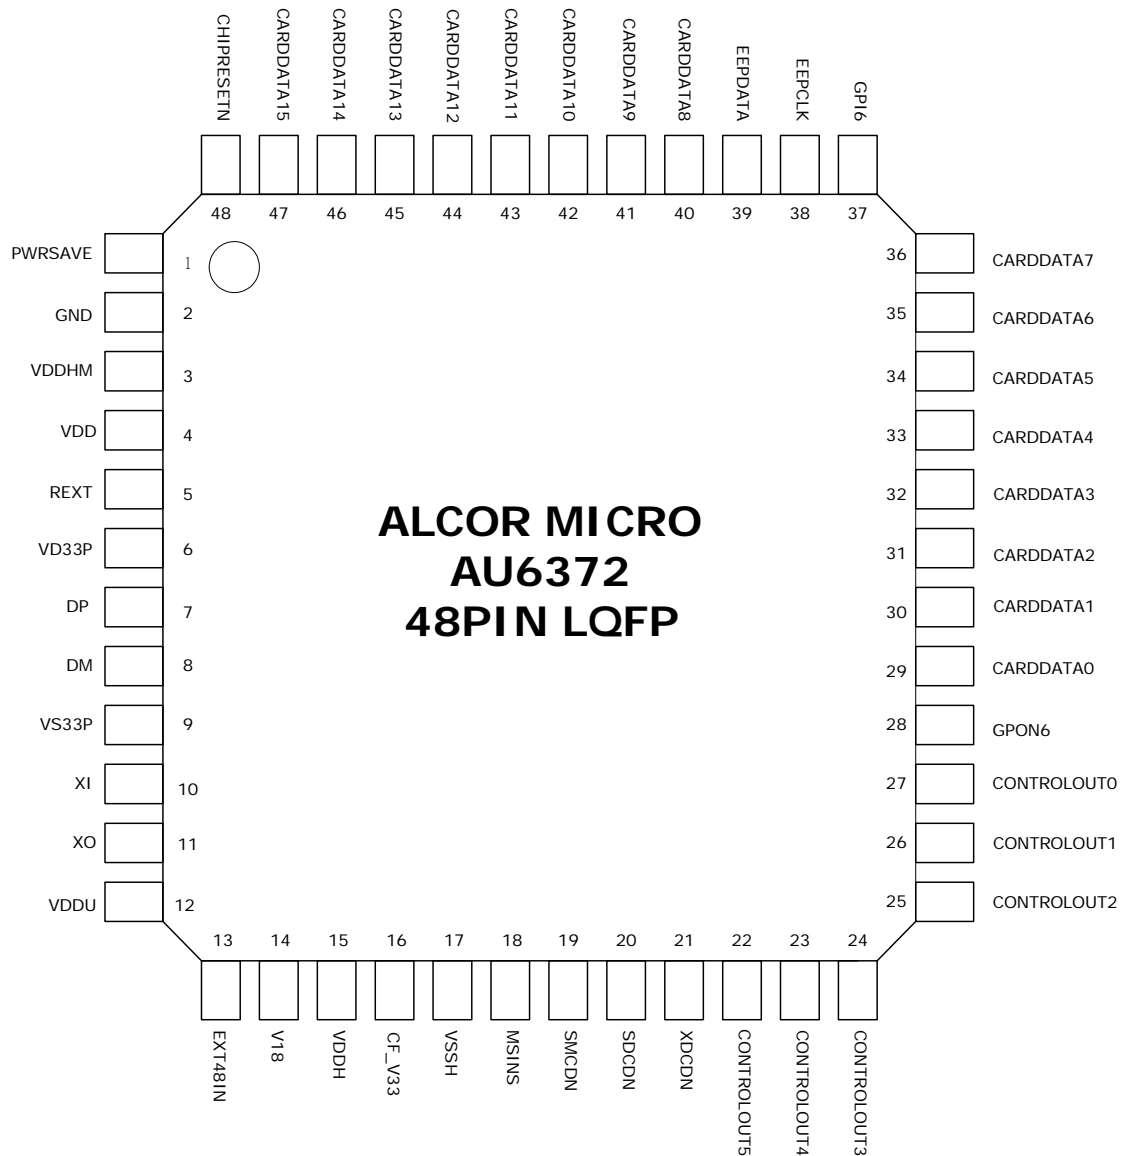 CHIPRESETN
CARDDATA15
CARDDATA14
CARDDATA13
CARDDATA12
CARDDATA11
CARDDATA10
CARDDATA9
CARDDATA8
EEPDATA
EEPCLK
GPI6
48 47 46 45 44 43 42 41 40 39 38 37
PWRSAVE 1
GND 2
VDDHM 3
VDD 4
REXT 5
VD33P 6
DP 7
DM 8
VS33P 9
XI 10
XO 11
VDDU 12
ALCOR MICRO
AU6372
48PIN LQFP
36 CARDDATA7
35 CARDDATA6
34 CARDDATA5
33 CARDDATA4
32 CARDDATA3
31 CARDDATA2
30 CARDDATA1
29 CARDDATA0
28 GPON6
27 CONTROLOUT0
26 CONTROLOUT1
25 CONTROLOUT2
13 14 15 16 17 18 19 20 21 22 23 24
EXT48IN
V18
VDDH
CF_V33
VSSH
MSINS
SMCDN
SDCDN
XDCDN
CONTROLOUT5
CONTROLOUT4
CONTROLOUT3